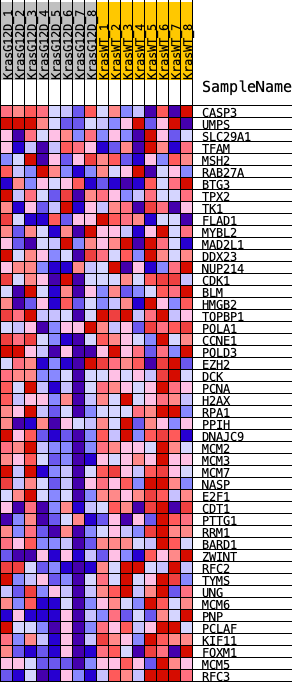 KrasG12D_1
KrasG12D_2
KrasG12D_3
KrasG12D_4
KrasG12D_5
KrasG12D_6
KrasG12D_7
KrasG12D_8
KrasWT_1
KrasWT_2
KrasWT_3
KrasWT_4
KrasWT_5
KrasWT_6
KrasWT_7
KrasWT_8
SampleName
CASP3
UMPS
SLC29A1
TFAM
MSH2
RAB27A
BTG3
TPX2
TK1
FLAD1
MYBL2
MAD2L1
DDX23
NUP214
CDK1
BLM
HMGB2
TOPBP1
POLA1
CCNE1
POLD3
EZH2
DCK
PCNA
H2AX
RPA1
PPIH
DNAJC9
MCM2
MCM3
MCM7
NASP
E2F1
CDT1
PTTG1
RRM1
BARD1
ZWINT
RFC2
TYMS
UNG
MCM6
PNP
PCLAF
KIF11
FOXM1
MCM5
RFC3